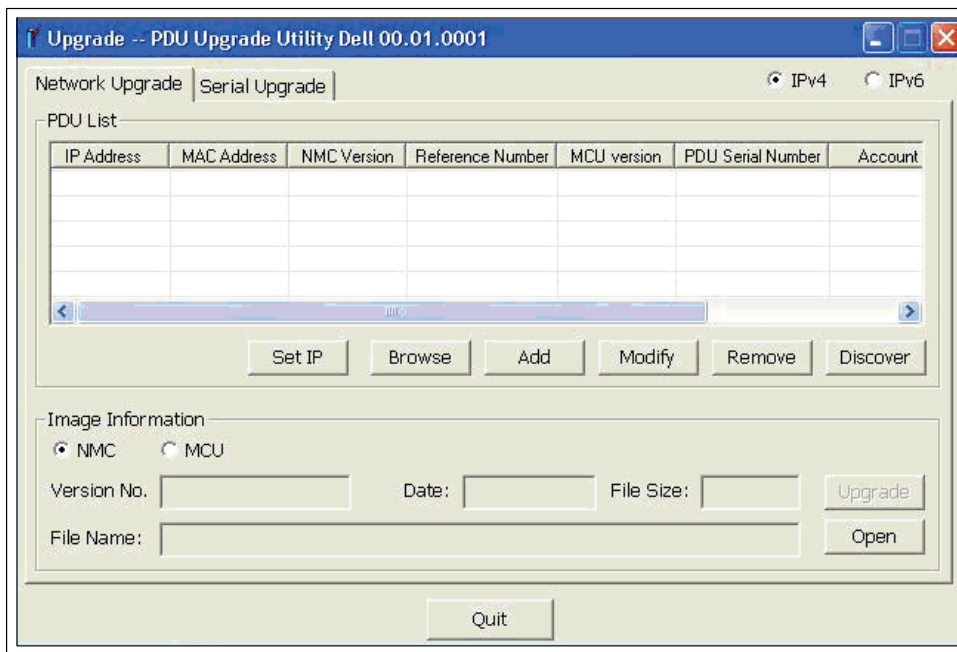 Upgrade -- PDU Upgrade Utility Dell 00.01.0001
Network Upgrade Serial Upgrade IPv4 IPv6
PDU List
IP Address MAC Address NMC Version Reference Number MCU version PDU Serial Number Account
Set IP Browse Add Modify Remove Discover
Image Information
NMC MCU
Version No. Date: File Size: Upgrade
File Name: Open
Quit